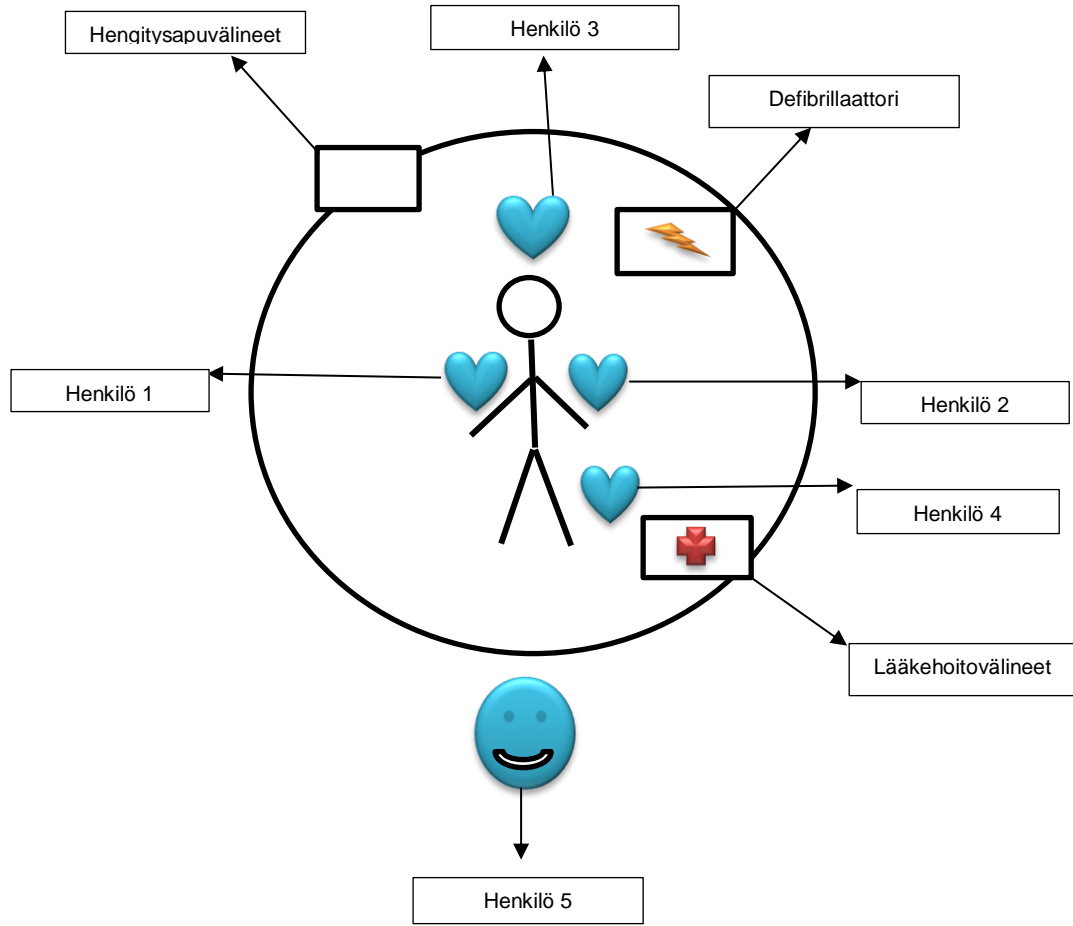 Henkilö 3
Hengitysapuvälineet
Defibrillaattori
Henkilö 1
Henkilö 2
Henkilö 4
Lääkehoitovälineet
Henkilö 5